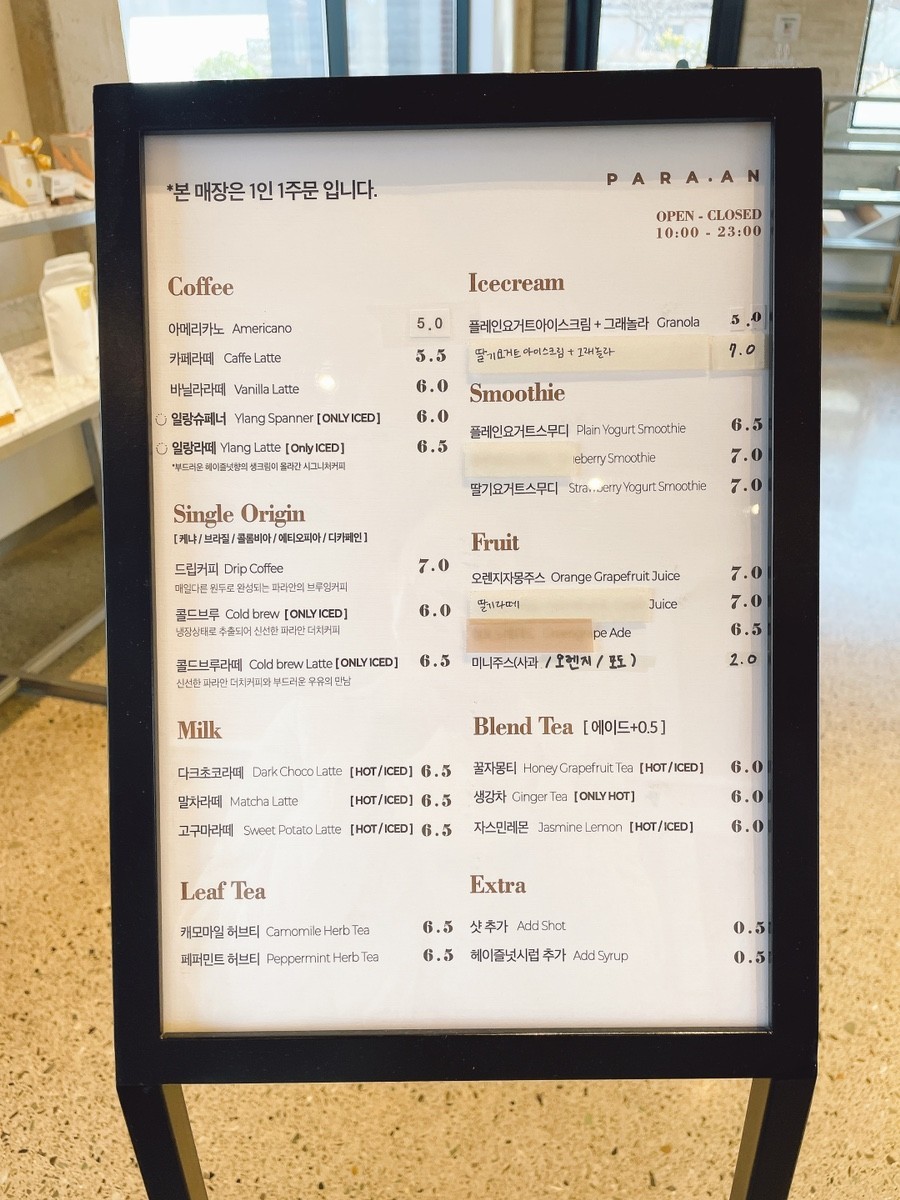 *본 매장은 1인 1주문 입니다.
PARA.AN
OPEN - CLOSED
10:00 - 23:00
Coffee
아메리카노 Americano 5.0
카페라떼 Caffe Latte 5.5
바닐라라떼 Vanilla Latte 6.0
일랑슈페너 Ylang Spanner [ONLY ICED] 6.0
일랑라떼 Ylang Latte [Only ICED] 6.5
*부드러운 헤이즐넛향의 생크림이 올라간 시그니처커피
Single Origin
[ 케냐 / 브라질 / 콜롬비아 / 에티오피아 / 디카페인 ]
드립커피 Drip Coffee 7.0
매일다른 원두로 완성되는 파라안의 브루잉커피
콜드브루 Cold brew [ONLY ICED] 6.0
냉장상태로 추출되어 신선한 파라안 더치커피
콜드브루라떼 Cold brew Latte [ONLY ICED] 6.5
신선한 파라안 더치커피와 부드러운 우유의 만남
Milk
다크초코라떼 Dark Choco Latte [HOT/ICED] 6.5
말차라떼 Matcha Latte [HOT/ICED] 6.5
고구마라떼 Sweet Potato Latte [HOT/ICED] 6.5
Leaf Tea
캐모마일 허브티 Camomile Herb Tea 6.5
페퍼민트 허브티 Peppermint Herb Tea 6.5
Icecream
플레인요거트아이스크림 + 그래놀라 Granola 5.0
딸기요거트 아이스크림 + 그래놀라 7.0
Smoothie
플레인요거트스무디 Plain Yogurt Smoothie 6.5
eberry Smoothie 7.0
딸기요거트스무디 Strawberry Yogurt Smoothie 7.0
Fruit
오렌지자몽주스 Orange Grapefruit Juice 7.0
딸기라떼 Juice 7.0
pe Ade 6.5
미니주스(사과 / 오렌지 / 포도) 2.0
Blend Tea [ 에이드+0.5 ]
꿀자몽티 Honey Grapefruit Tea [HOT/ICED] 6.0
생강차 Ginger Tea [ONLY HOT] 6.0
자스민레몬 Jasmine Lemon [HOT/ICED] 6.0
Extra
샷 추가 Add Shot 0.5
헤이즐넛시럽 추가 Add Syrup 0.5